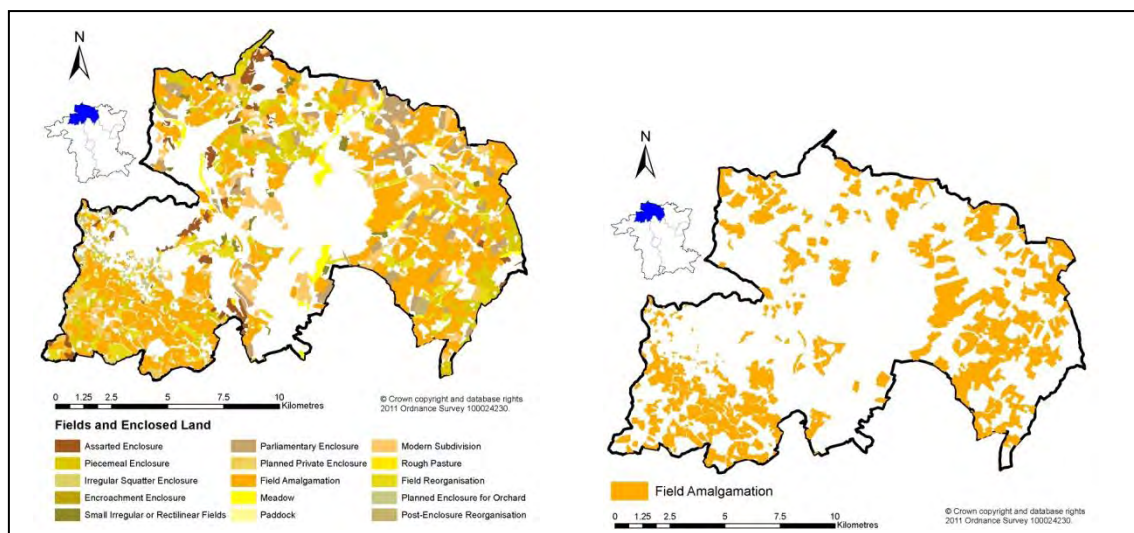 N
0 1.25 2.5 5 7.5 10
Kilometres
© Crown copyright and database rights
2011 Ordnance Survey 100024230.
Fields and Enclosed Land
Assarted Enclosure
Piecemeal Enclosure
Irregular Squatter Enclosure
Encroachment Enclosure
Small Irregular or Rectilinear Fields
Parliamentary Enclosure
Planned Private Enclosure
Field Amalgamation
Meadow
Paddock
Modern Subdivision
Rough Pasture
Field Reorganisation
Planned Enclosure for Orchard
Post-Enclosure Reorganisation
N
Field Amalgamation
0 1.25 2.5 5 7.5 10
Kilometres
© Crown copyright and database rights
2011 Ordnance Survey 100024230.